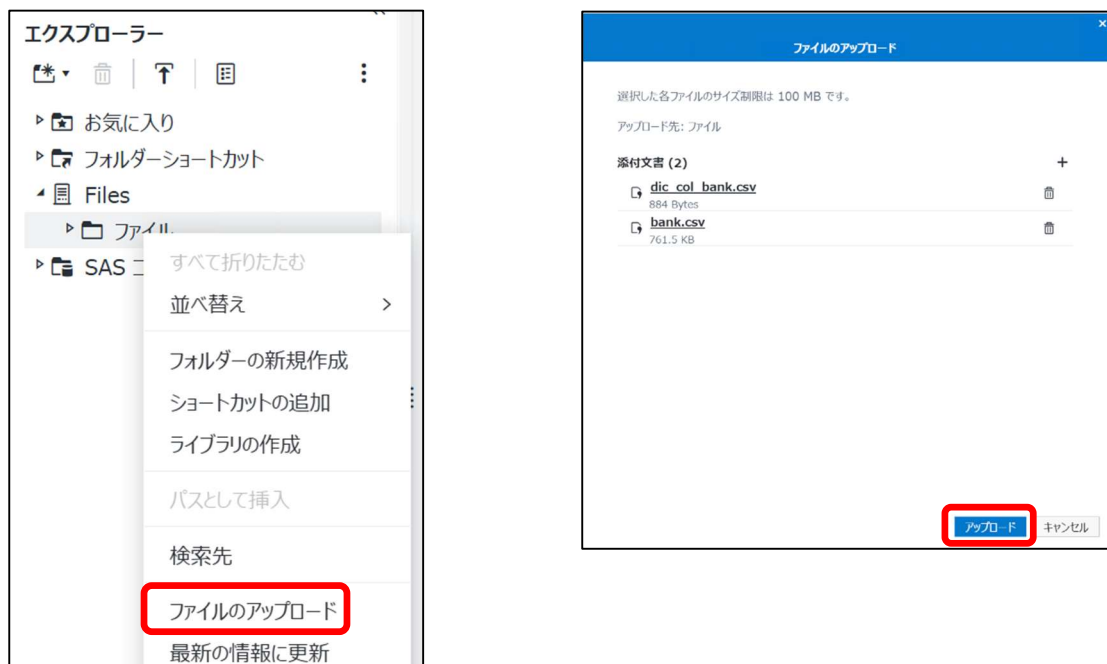 エクスプローラー
お気に入り
フォルダーショートカット
Files
ファイル
SAS
すべて折りたたむ
並べ替え
フォルダーの新規作成
ショートカットの追加
ライブラリの作成
パスとして挿入
検索先
ファイルのアップロード
最新の情報に更新
ファイルのアップロード
選択した各ファイルのサイズ制限は 100 MB です。
アップロード先: ファイル
添付文書 (2)
dic_col_bank.csv
884 Bytes
bank.csv
761.5 KB
アップロード キャンセル